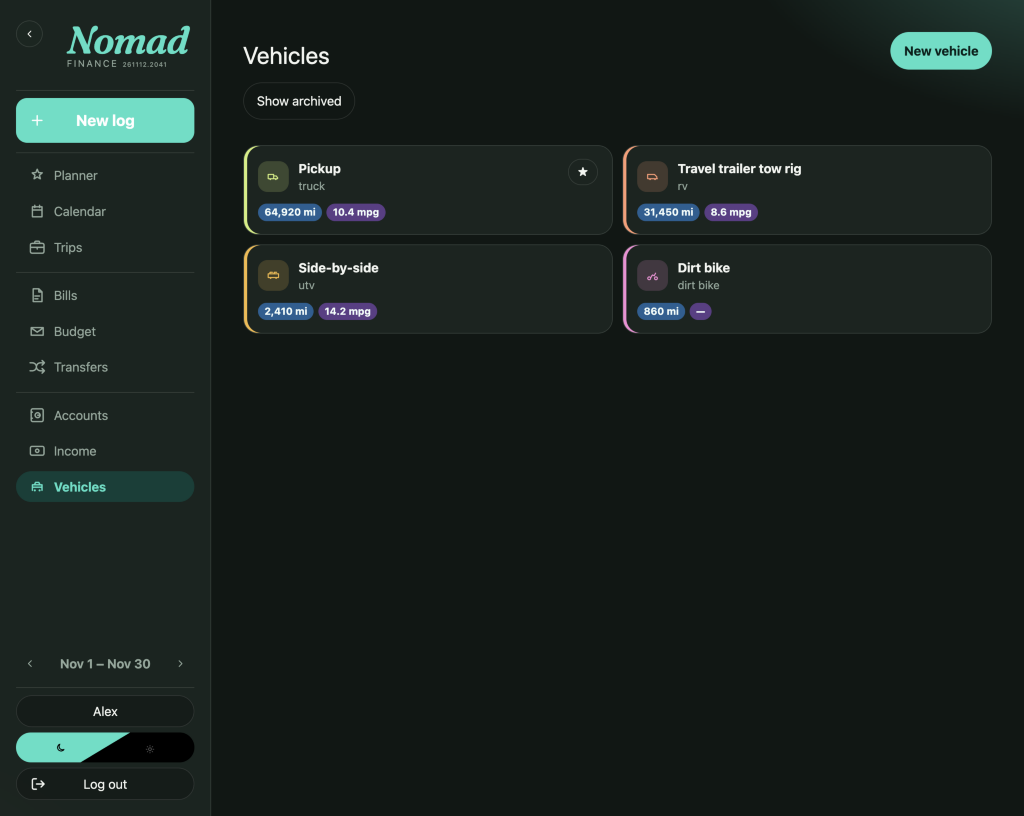 Nomad
FINANCE 261112.2041
New log
Planner
Calendar
Trips
Bills
Budget
Transfers
Accounts
Income
Vehicles
Nov 1 – Nov 30
Alex
Log out
Vehicles
New vehicle
Show archived
Pickup
truck
64,920 mi 10.4 mpg
Travel trailer tow rig
rv
31,450 mi 8.6 mpg
Side-by-side
utv
2,410 mi 14.2 mpg
Dirt bike
dirt bike
860 mi —